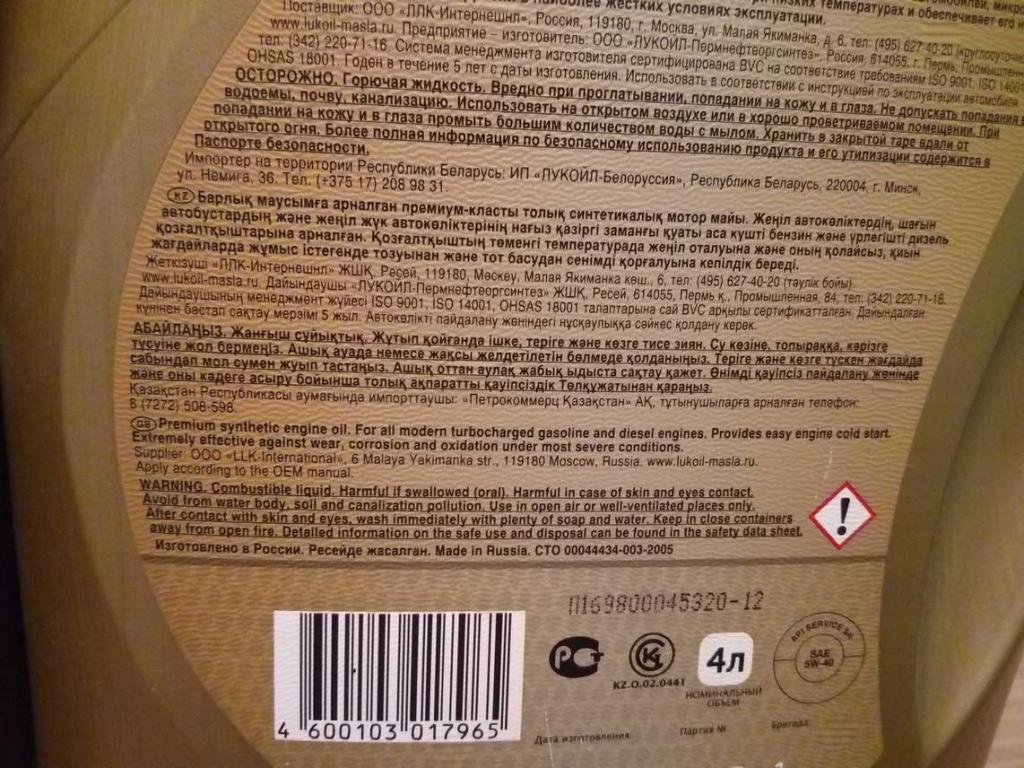 в наиболее жёстких условиях эксплуатации.
низких температурах и обеспечивает его
Поставщик: ООО «ЛЛК-Интернешнл», Россия, 119180, г. Москва, ул. Малая Якиманка, д. 6, тел: (495) 627-40-20
www.lukoil-masla.ru. Предприятие – изготовитель: ООО «ЛУКОЙЛ-Пермнефтеоргсинтез», Россия, 614055, г. Пермь,
тел: (342) 220-71-16. Система менеджмента изготовителя сертифицирована BVC на соответствие требованиям ISO 9001, ISO 14001
OHSAS 18001. Годен в течение 5 лет с даты изготовления. Использовать в соответствии с инструкцией по эксплуатации автомобиля.
ОСТОРОЖНО. Горючая жидкость. Вредно при проглатывании, попадании на кожу и в глаза. Не допускать попадания в
водоемы, почву, канализацию. Использовать на открытом воздухе или в хорошо проветриваемом помещении. При
попадании на кожу и в глаза промыть большим количеством воды с мылом. Хранить в закрытой таре вдали от
открытого огня. Более полная информация по безопасному использованию продукта и его утилизации содержится в
Паспорте безопасности.
Импортер на территории Республики Беларусь: ИП «ЛУКОЙЛ-Белоруссия», Республика Беларусь, 220004, г. Минск,
ул. Немига, 36. Тел. (+375 17) 208 98 31.
KZ Барлық маусымға арналған премиум-класты толық синтетикалық мотор майы. Жеңіл автокөліктердің, шағын
автобустардың және жеңіл жүк автокөліктерінің нағыз қазіргі заманғы қуаты аса күшті бензин және үрлегішті дизель
қозғалтқыштарына арналған. Қозғалтқыштың төменгі температурада жеңіл оталуына және оның қолайсыз, қиын
жағдайларда жұмыс істегенде тозуынан және тот басудан сенімді қорғалуына кепілдік береді.
Жеткізуші «ЛЛК-Интернешнл» ЖШҚ, Ресей, 119180, Мәскеу, Малая Якиманка көш., 6, тел: (495) 627-40-20 (тәулік бойы).
www.lukoil-masla.ru. Дайындаушы «ЛУКОЙЛ-Пермнефтеоргсинтез» ЖШҚ, Ресей, 614055, Пермь қ., Промышленная, 84, тел: (342) 220-71-16.
Дайындаушының менеджмент жүйесі ISO 9001, ISO 14001, OHSAS 18001 талаптарына сай BVC арқылы сертификатталған. Дайындалған
күнінен бастап сақтау мерзімі 5 жыл. Автокөлікті пайдалану жөніндегі нұсқаулыққа сәйкес қолдану керек.
АБАЙЛАҢЫЗ. Жанғыш сұйықтық. Жұтып қойғанда ішке, теріге және көзге тисе зиян. Су көзіне, топыраққа, кәрізге
түсуіне жол бермеңіз. Ашық ауада немесе жақсы желдетілетін бөлмеде қолданыңыз. Теріге және көзге түскен жағдайда
сабындап мол сумен жуып тастаңыз. Ашық оттан аулақ жабық ыдыста сақтау қажет. Өнімді қауіпсіз пайдалану жөнінде
және оны кәдеге асыру бойынша толық ақпаратты қауіпсіздік Төлқұжатынан қараңыз.
Қазақстан Республикасы аумағында импорттаушы: «Петрокоммерц Қазақстан» АҚ, тұтынушыларға арналған телефон:
8 (7272) 508-598.
GB Premium synthetic engine oil. For all modern turbocharged gasoline and diesel engines. Provides easy engine cold start.
Extremely effective against wear, corrosion and oxidation under most severe conditions.
Supplier: OOO «LLK-International», 6 Malaya Yakimanka str., 119180 Moscow, Russia. www.lukoil-masla.ru.
Apply according to the OEM manual.
WARNING. Combustible liquid. Harmful if swallowed (oral). Harmful in case of skin and eyes contact.
Avoid from water body, soil and canalization pollution. Use in open air or well-ventilated places only.
After contact with skin and eyes, wash immediately with plenty of soap and water. Keep in close containers
away from open fire. Detailed information on the safe use and disposal can be found in the safety data sheet.
Изготовлено в России. Ресейде жасалған. Made in Russia. СТО 00044434-003-2005
П169800045320-12
4 600103 017965
РСТ
KZ.O.02.0441
4л
НОМИНАЛЬНЫЙ
ОБЪЕМ
API SERVICE
SAE
5W-40
Дата изготовления
Партия №
Бригада